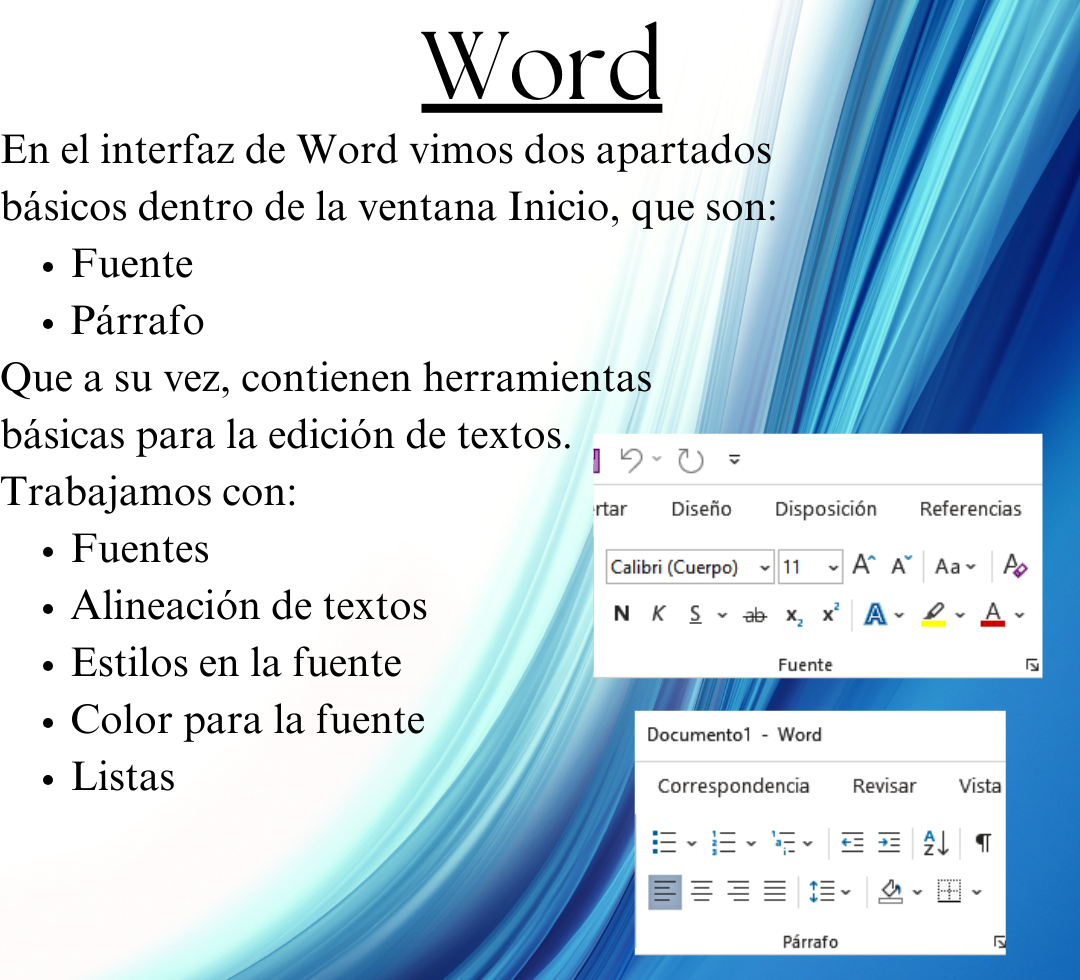 Word
En el interfaz de Word vimos dos apartados
básicos dentro de la ventana Inicio, que son:
• Fuente
• Párrafo
Que a su vez, contienen herramientas
básicas para la edición de textos.
Trabajamos con:
• Fuentes
• Alineación de textos
• Estilos en la fuente
• Color para la fuente
• Listas
rtar Diseño Disposición Referencias
Calibri (Cuerpo) 11 A A Aa A
N K S ab x₂ x² A A
Fuente
Documento1 - Word
Correspondencia Revisar Vista
AZ ¶
Párrafo